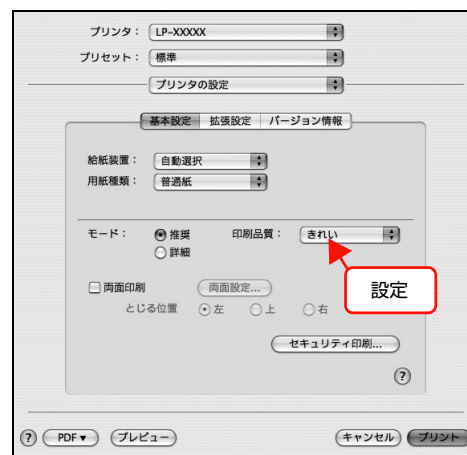 プリンタ： LP-XXXXX
プリセット： 標準
プリンタの設定
基本設定 拡張設定 バージョン情報
給紙装置： 自動選択
用紙種類： 普通紙
モード： 推奨 印刷品質： きれい
詳細
設定
両面印刷 両面設定...
とじる位置 左 上 右
セキュリティ印刷...
?
? PDF▼ プレビュー キャンセル プリント